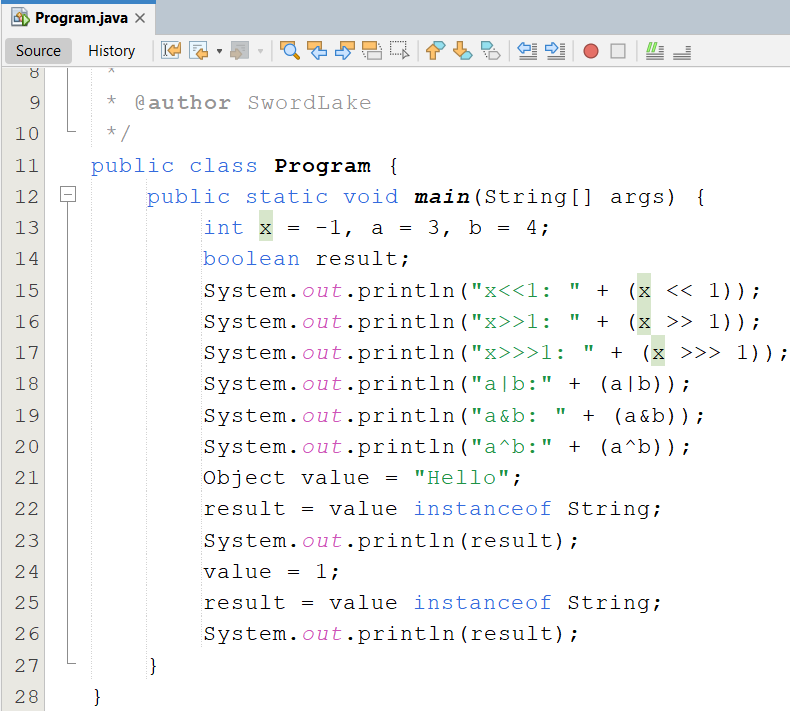 Program.java
Source History
8 *
9 * @author SwordLake
10 */
11 public class Program {
12 public static void main(String[] args) {
13 int x = -1, a = 3, b = 4;
14 boolean result;
15 System.out.println("x<<1: " + (x << 1));
16 System.out.println("x>>1: " + (x >> 1));
17 System.out.println("x>>>1: " + (x >>> 1));
18 System.out.println("a|b:" + (a|b));
19 System.out.println("a&b: " + (a&b));
20 System.out.println("a^b:" + (a^b));
21 Object value = "Hello";
22 result = value instanceof String;
23 System.out.println(result);
24 value = 1;
25 result = value instanceof String;
26 System.out.println(result);
27 }
28 }